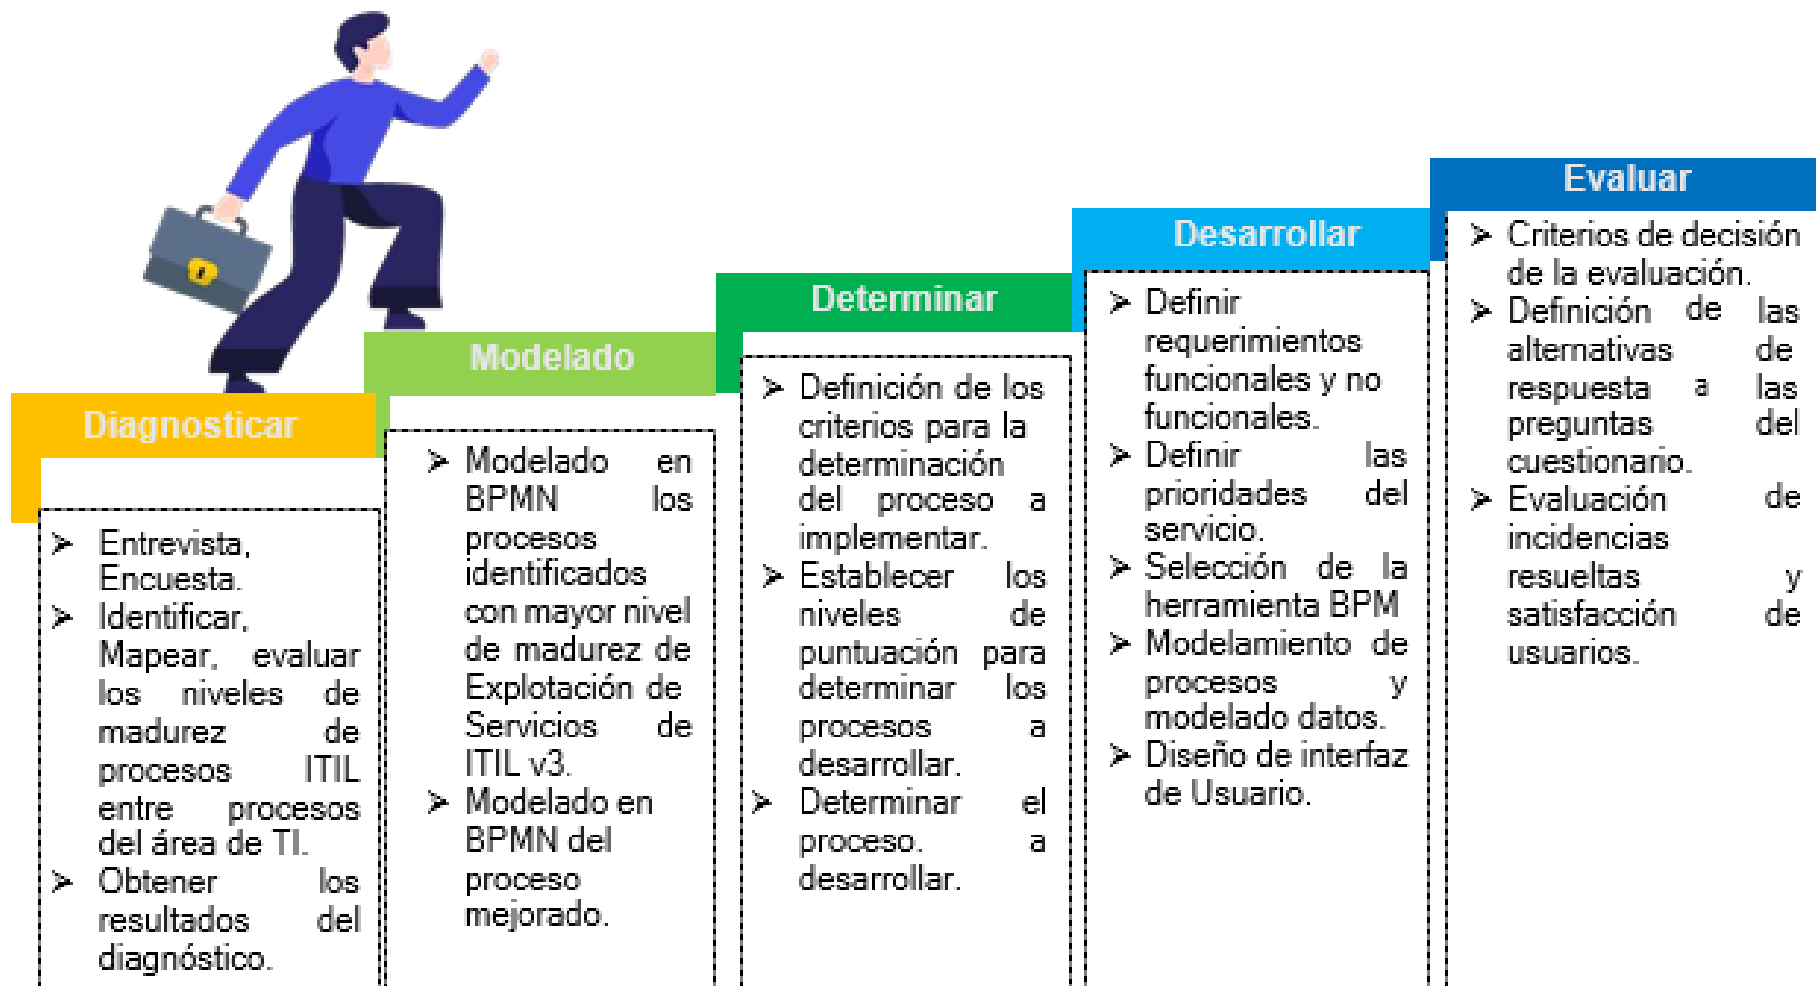 Diagnosticar
➢ Entrevista,
Encuesta.
➢ Identificar,
Mapear, evaluar
los niveles de
madurez de
procesos ITIL
entre procesos
del área de TI.
➢ Obtener los
resultados del
diagnóstico.
Modelado
➢ Modelado en
BPMN los
procesos
identificados
con mayor nivel
de madurez de
Explotación de
Servicios de
ITIL v3.
➢ Modelado en
BPMN del
proceso
mejorado.
Determinar
➢ Definición de los
criterios para la
determinación
del proceso a
implementar.
➢ Establecer los
niveles de
puntuación para
determinar los
procesos a
desarrollar.
➢ Determinar el
proceso. a
desarrollar.
Desarrollar
➢ Definir
requerimientos
funcionales y no
funcionales.
➢ Definir las
prioridades del
servicio.
➢ Selección de la
herramienta BPM
➢ Modelamiento de
procesos y
modelado datos.
➢ Diseño de interfaz
de Usuario.
Evaluar
➢ Criterios de decisión
de la evaluación.
➢ Definición de las
alternativas de
respuesta a las
preguntas del
cuestionario.
➢ Evaluación de
incidencias
resueltas y
satisfacción de
usuarios.